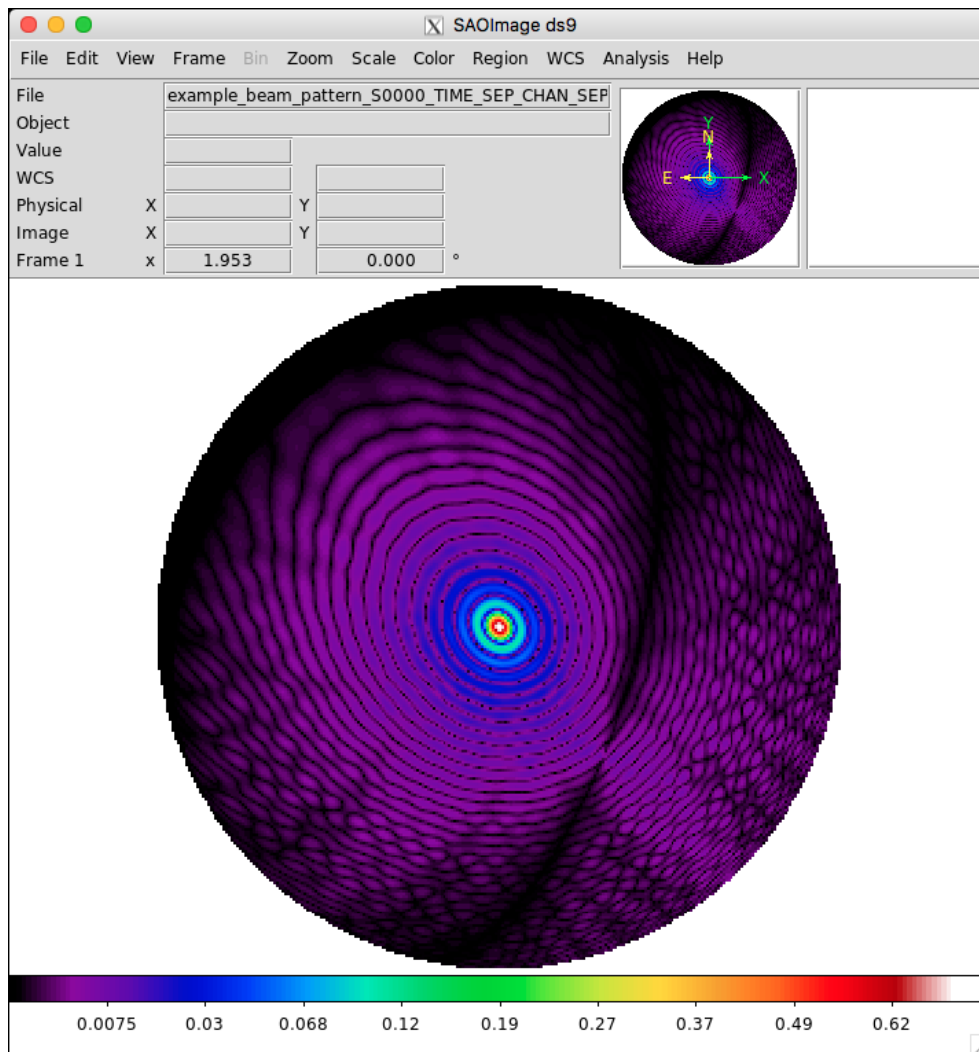 SAOImage ds9
File Edit View Frame Bin Zoom Scale Color Region WCS Analysis Help
File example_beam_pattern_S0000_TIME_SEP_CHAN_SEP
Object
Value
WCS
Physical X Y
Image X Y
Frame 1 x 1.953 0.000 °
Y
N
E X
0.0075 0.03 0.068 0.12 0.19 0.27 0.37 0.49 0.62